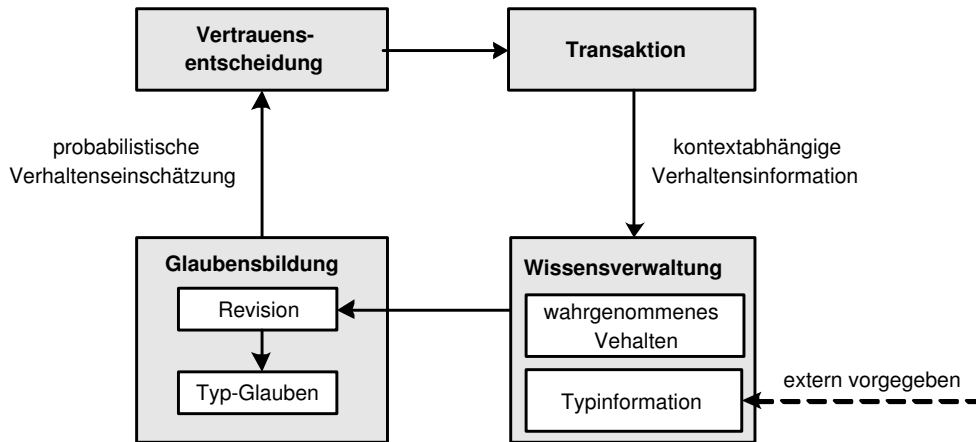 Vertrauens-
entscheidung
Transaktion
probabilistische
Verhaltenseinschätzung
kontextabhängige
Verhaltensinformation
Glaubensbildung
Revision
Typ-Glauben
Wissensverwaltung
wahrgenommenes
Vehalten
Typinformation
extern vorgegeben